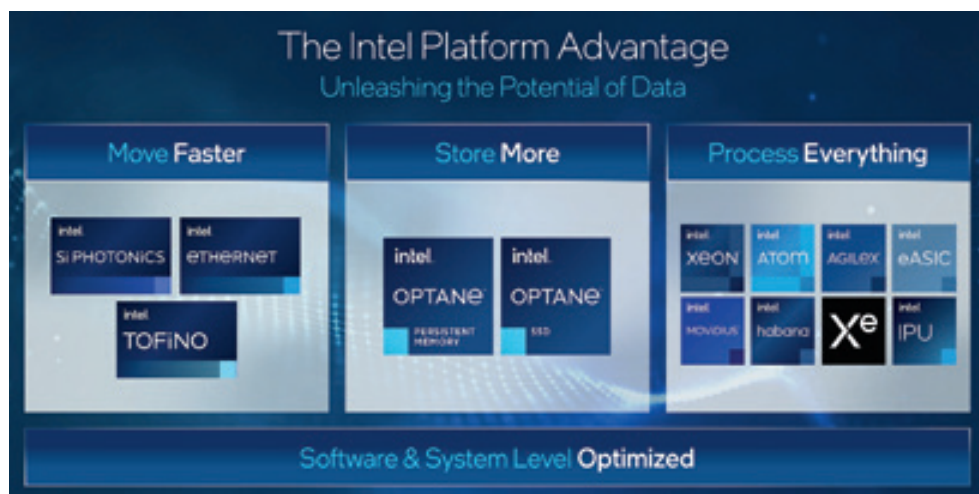 The Intel Platform Advantage
Unleashing the Potential of Data
Move Faster
intel.
Si PHOTONICS
intel.
eTHeRNeT
intel.
TOFiNO
Store More
intel.
OPTANe
PERSISTENT
MEMORY
intel.
OPTANe
SSD
Process Everything
intel.
XeON
intel.
ATOM
intel.
AGILeX
intel.
eASIC
intel.
MOVIDIUS
intel.
habana
Xe
intel.
IPU
Software & System Level Optimized